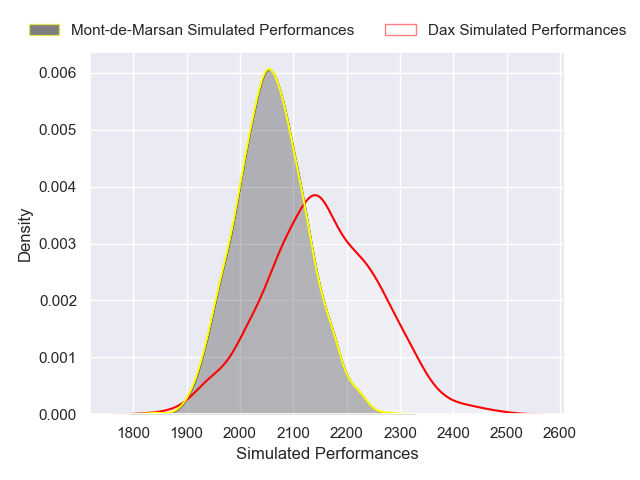 Mont-de-Marsan Simulated Performances
Dax Simulated Performances
0.006
0.005
0.004
0.003
0.002
0.001
0.000
Density
1800 1900 2000 2100 2200 2300 2400 2500 2600
Simulated Performances